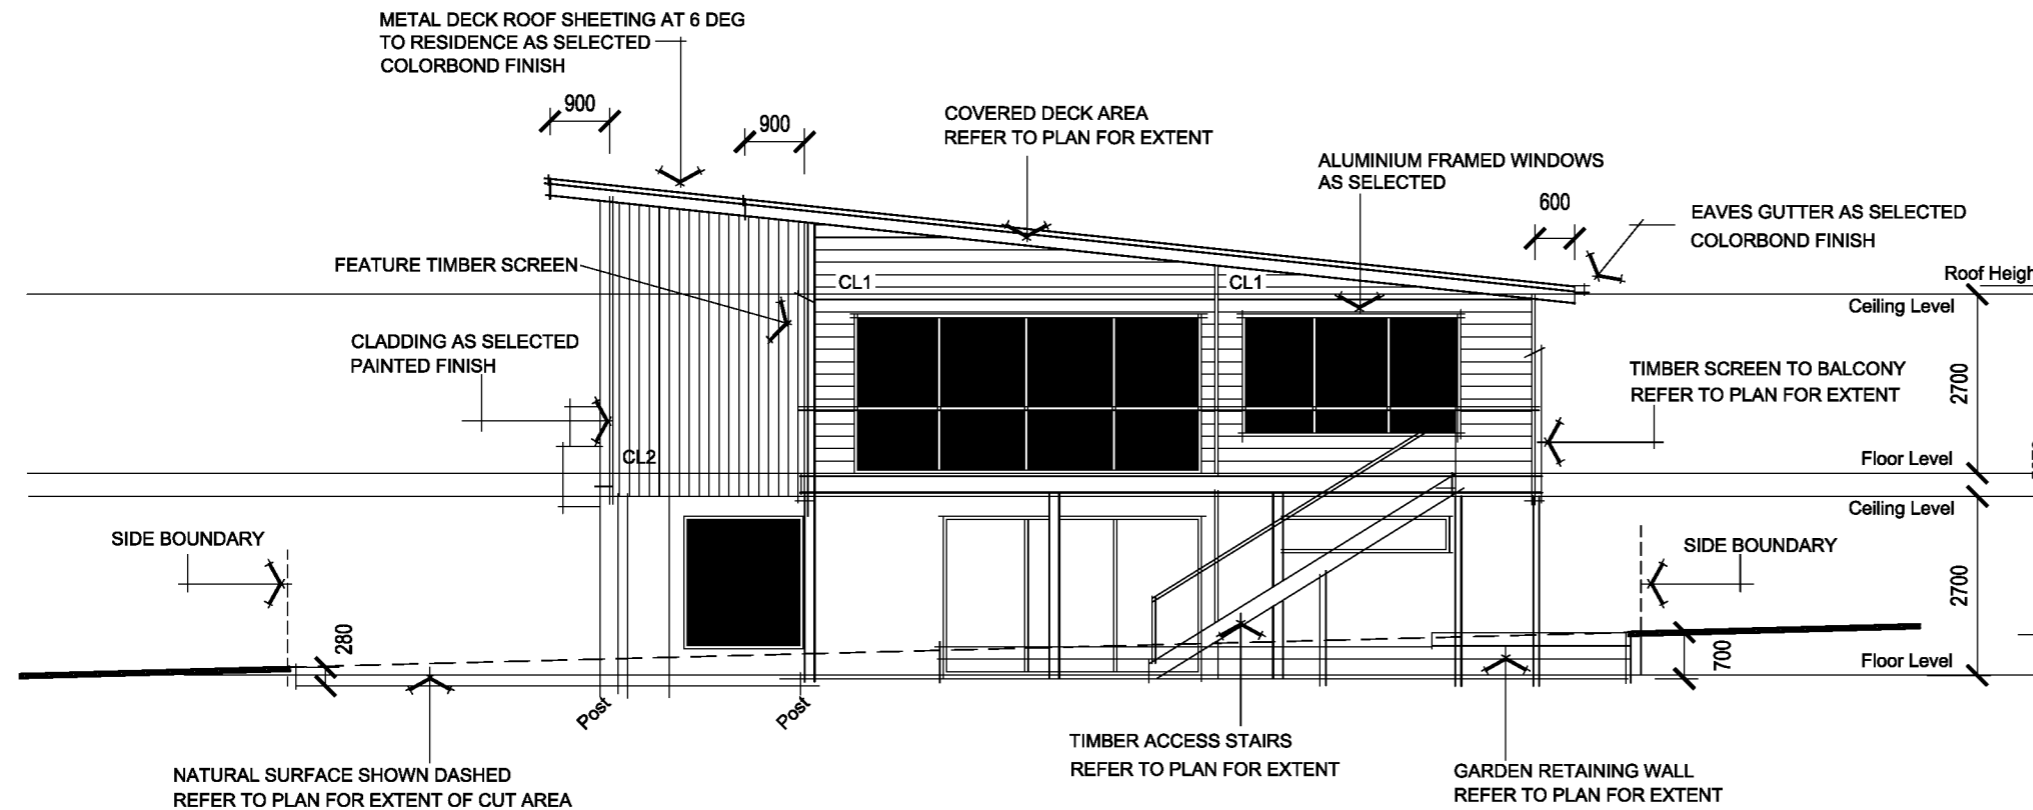 METAL DECK ROOF SHEETING AT 6 DEG
TO RESIDENCE AS SELECTED
COLORBOND FINISH
900
900
COVERED DECK AREA
REFER TO PLAN FOR EXTENT
ALUMINIUM FRAMED WINDOWS
AS SELECTED
600
EAVES GUTTER AS SELECTED
COLORBOND FINISH
FEATURE TIMBER SCREEN
CL1
CL1
Roof Heigh
Ceiling Level
CLADDING AS SELECTED
PAINTED FINISH
TIMBER SCREEN TO BALCONY
REFER TO PLAN FOR EXTENT
2700
CL2
Floor Level
Ceiling Level
SIDE BOUNDARY
SIDE BOUNDARY
2700
280
700
Floor Level
Post
Post
TIMBER ACCESS STAIRS
REFER TO PLAN FOR EXTENT
GARDEN RETAINING WALL
REFER TO PLAN FOR EXTENT
NATURAL SURFACE SHOWN DASHED
REFER TO PLAN FOR EXTENT OF CUT AREA